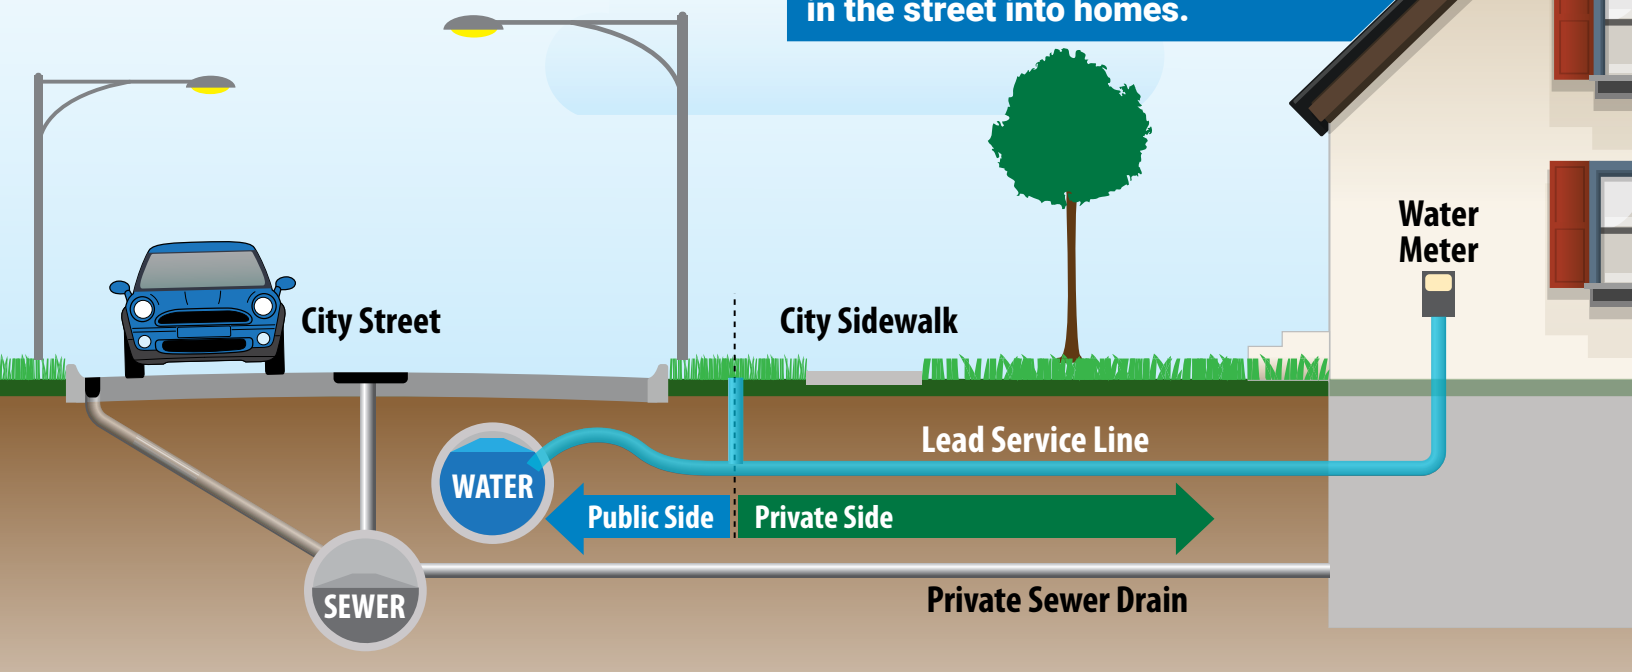 in the street into homes.
Water
Meter
City Street
City Sidewalk
Lead Service Line
WATER
Public Side
Private Side
Private Sewer Drain
SEWER